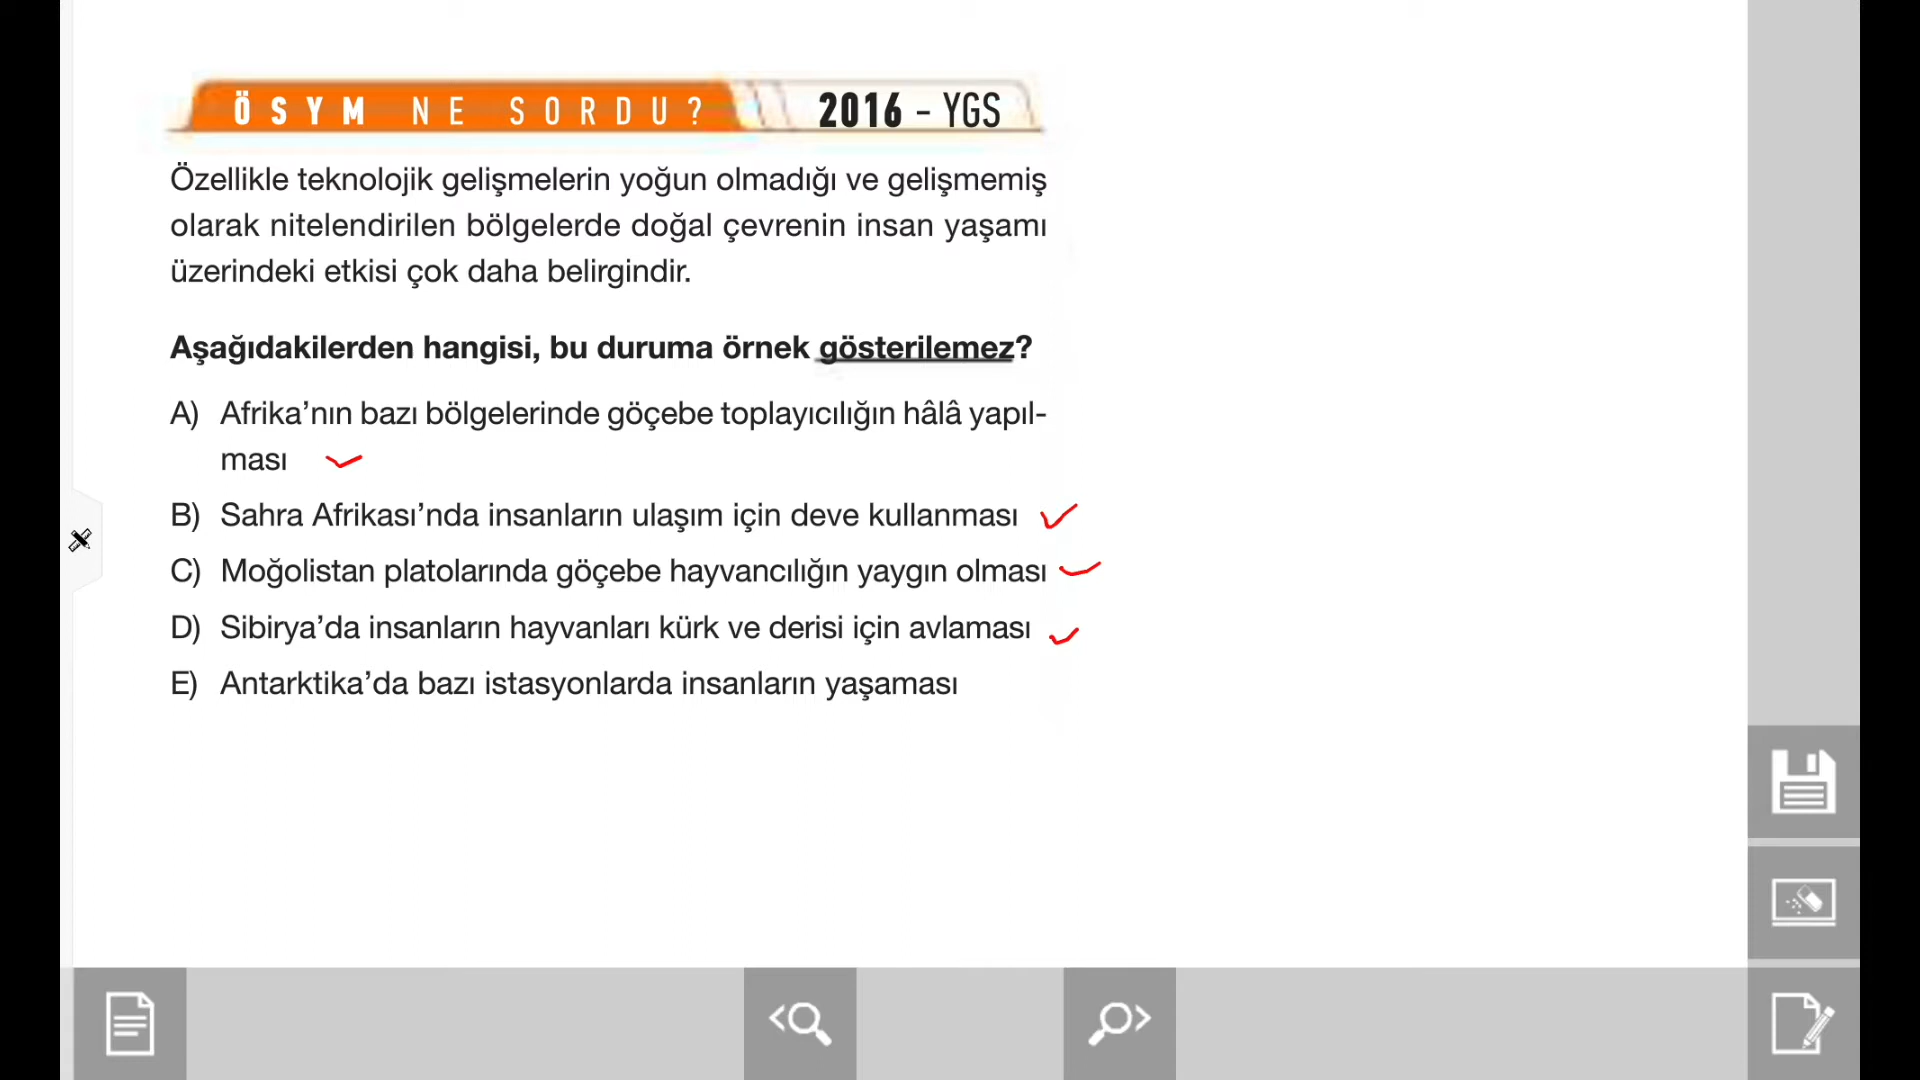 ÖSYM NE SORDU? 2016 - YGS
Özellikle teknolojik gelişmelerin yoğun olmadığı ve gelişmemiş
olarak nitelendirilen bölgelerde doğal çevrenin insan yaşamı
üzerindeki etkisi çok daha belirgindir.
Aşağıdakilerden hangisi, bu duruma örnek gösterilemez?
A) Afrika’nın bazı bölgelerinde göçebe toplayıcılığın hâlâ yapıl-
ması
B) Sahra Afrikası’nda insanların ulaşım için deve kullanması
C) Moğolistan platolarında göçebe hayvancılığın yaygın olması
D) Sibirya’da insanların hayvanları kürk ve derisi için avlaması
E) Antarktika’da bazı istasyonlarda insanların yaşaması